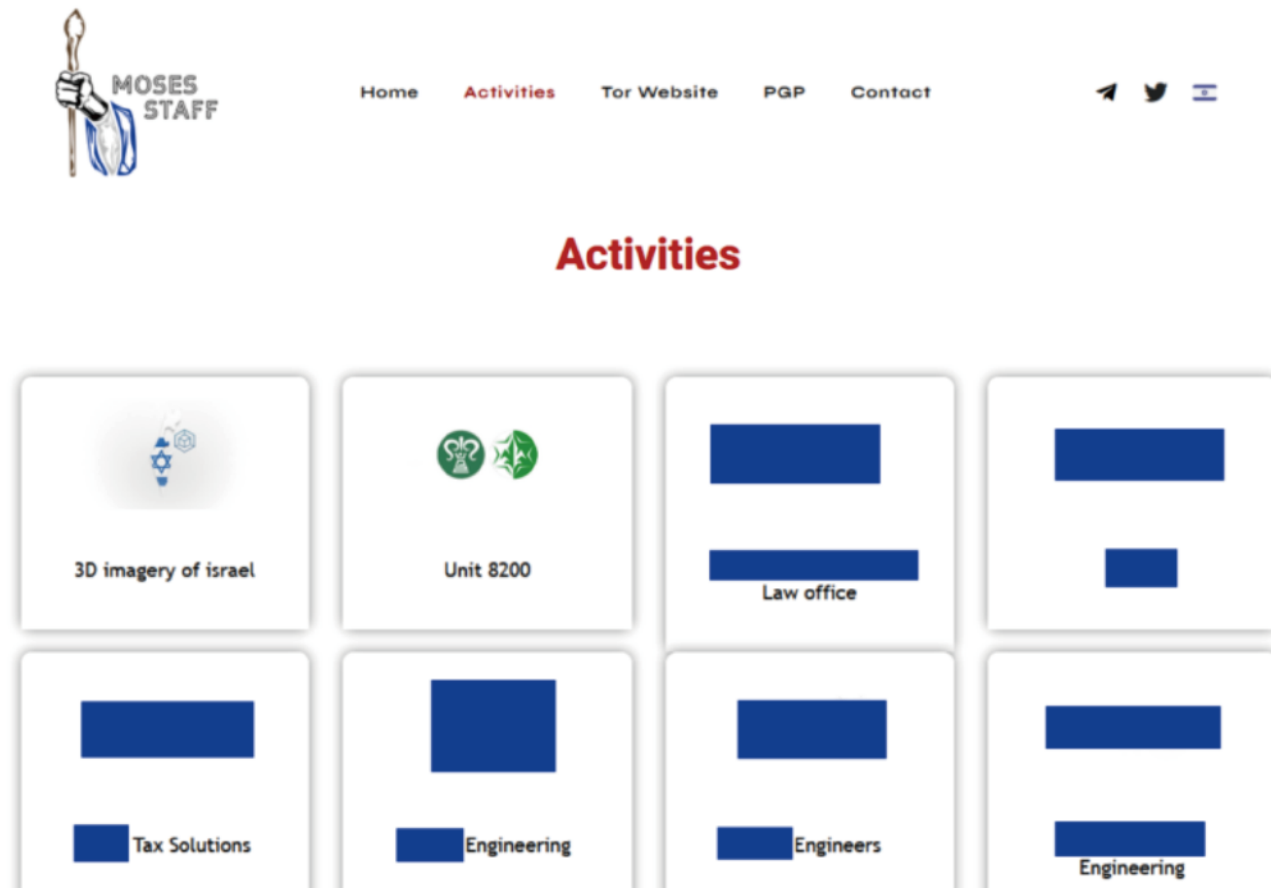 MOSES
STAFF
Home Activities Tor Website PGP Contact
Activities
3D imagery of israel
Unit 8200
Law office
Tax Solutions
Engineering
Engineers
Engineering